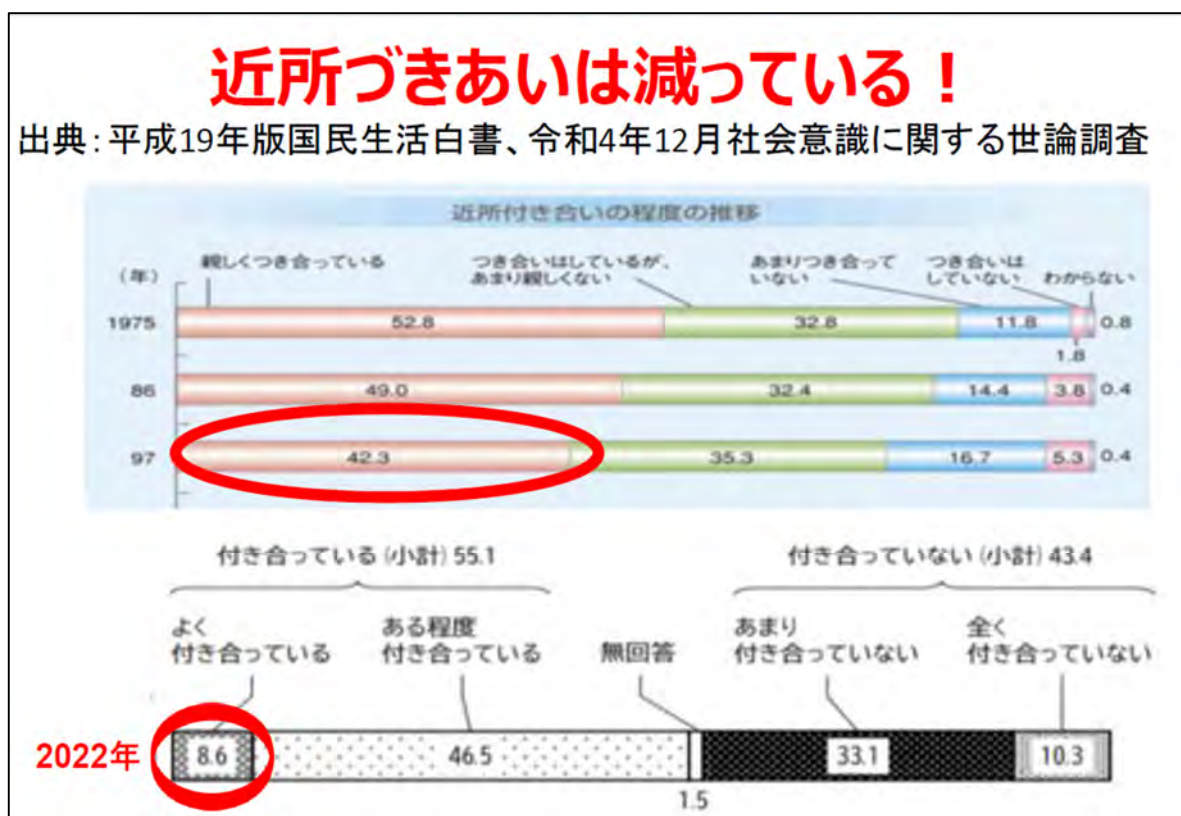 近所づきあいは減っている！
出典：平成19年版国民生活白書、令和4年12月社会意識に関する世論調査
近所付き合いの程度の推移
（年）
親しくつき合っている
つき合いはしているが、
あまり親しくない
あまりつき合って
いない
つき合いは
していない
わからない
1975 52.8 32.8 11.8 1.8 0.8
86 49.0 32.4 14.4 3.8 0.4
97 42.3 35.3 16.7 5.3 0.4
付き合っている（小計）55.1
付き合っていない（小計）43.4
よく
付き合っている
ある程度
付き合っている
無回答
あまり
付き合っていない
全く
付き合っていない
2022年 8.6 46.5 1.5 33.1 10.3